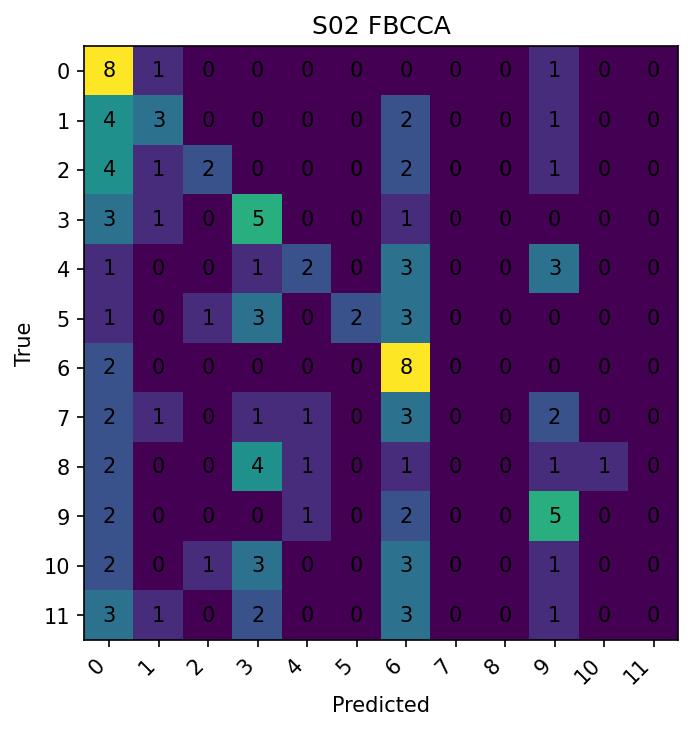 S02 FBCCA
0 8 1 0 0 0 0 0 0 0 1 0 0
1 4 3 0 0 0 0 2 0 0 1 0 0
2 4 1 2 0 0 0 2 0 0 1 0 0
3 3 1 0 5 0 0 1 0 0 0 0 0
4 1 0 0 1 2 0 3 0 0 3 0 0
5 1 0 1 3 0 2 3 0 0 0 0 0
6 2 0 0 0 0 0 8 0 0 0 0 0
7 2 1 0 1 1 0 3 0 0 2 0 0
8 2 0 0 4 1 0 1 0 0 1 1 0
9 2 0 0 0 1 0 2 0 0 5 0 0
10 2 0 1 3 0 0 3 0 0 1 0 0
11 3 1 0 2 0 0 3 0 0 1 0 0
True
0 1 2 3 4 5 6 7 8 9 10 11
Predicted